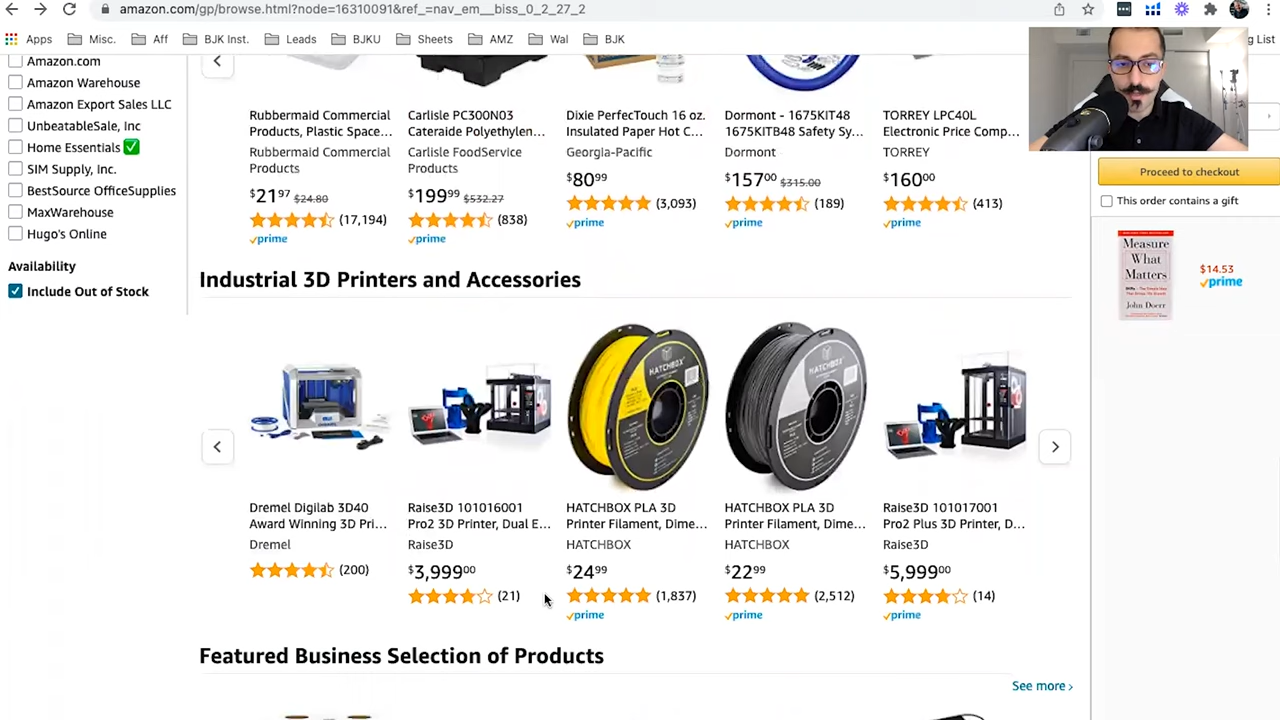 amazon.com/gp/browse.html?node=16310091&ref_=nav_em__biss_0_2_27_2
Apps
Misc.
Aff
BJK Inst.
Leads
BJKU
Sheets
AMZ
Wal
BJK
g List
Amazon.com
Amazon Warehouse
Amazon Export Sales LLC
UnbeatableSale, Inc
Home Essentials ✅
SIM Supply, Inc.
BestSource OfficeSupplies
MaxWarehouse
Hugo's Online
Availability
Include Out of Stock
Rubbermaid Commercial
Products, Plastic Space...
Rubbermaid Commercial
Products
$21 97 $24.80
(17,194)
prime
Carlisle PC300N03
Cateraide Polyethylen...
Carlisle FoodService
Products
$199 99 $532.27
(838)
prime
Dixie PerfecTouch 16 oz.
Insulated Paper Hot C...
Georgia-Pacific
$80 99
(3,093)
prime
Dormont - 1675KIT48
1675KITB48 Safety Sy...
Dormont
$157 00 $315.00
(189)
prime
TORREY LPC40L
Electronic Price Comp...
TORREY
$160 00
(413)
prime
Proceed to checkout
This order contains a gift
Measure
What
Matters
John Doerr
$14.53
prime
Industrial 3D Printers and Accessories
HATCHBOX
HATCHBOX
Dremel Digilab 3D40
Award Winning 3D Pri...
Dremel
(200)
Raise3D 101016001
Pro2 3D Printer, Dual E...
Raise3D
$3,999 00
(21)
HATCHBOX PLA 3D
Printer Filament, Dime...
HATCHBOX
$24 99
(1,837)
prime
HATCHBOX PLA 3D
Printer Filament, Dime...
HATCHBOX
$22 99
(2,512)
prime
Raise3D 101017001
Pro2 Plus 3D Printer, D...
Raise3D
$5,999 00
(14)
prime
Featured Business Selection of Products
See more ›